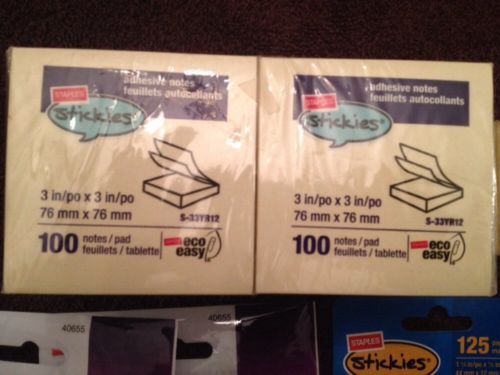 adhesive notes
feuillets autocollants
STAPLES
stickies®
3 in/po x 3 in/po
76 mm x 76 mm
S-33YR12
100 notes / pad
feuillets / tablette
STAPLES
eco
easy
adhesive notes
feuillets autocollants
STAPLES
stickies®
3 in/po x 3 in/po
76 mm x 76 mm
S-33YR12
100 notes / pad
feuillets / tablette
STAPLES
eco
easy
40655
40655
STAPLES
stickies®
125